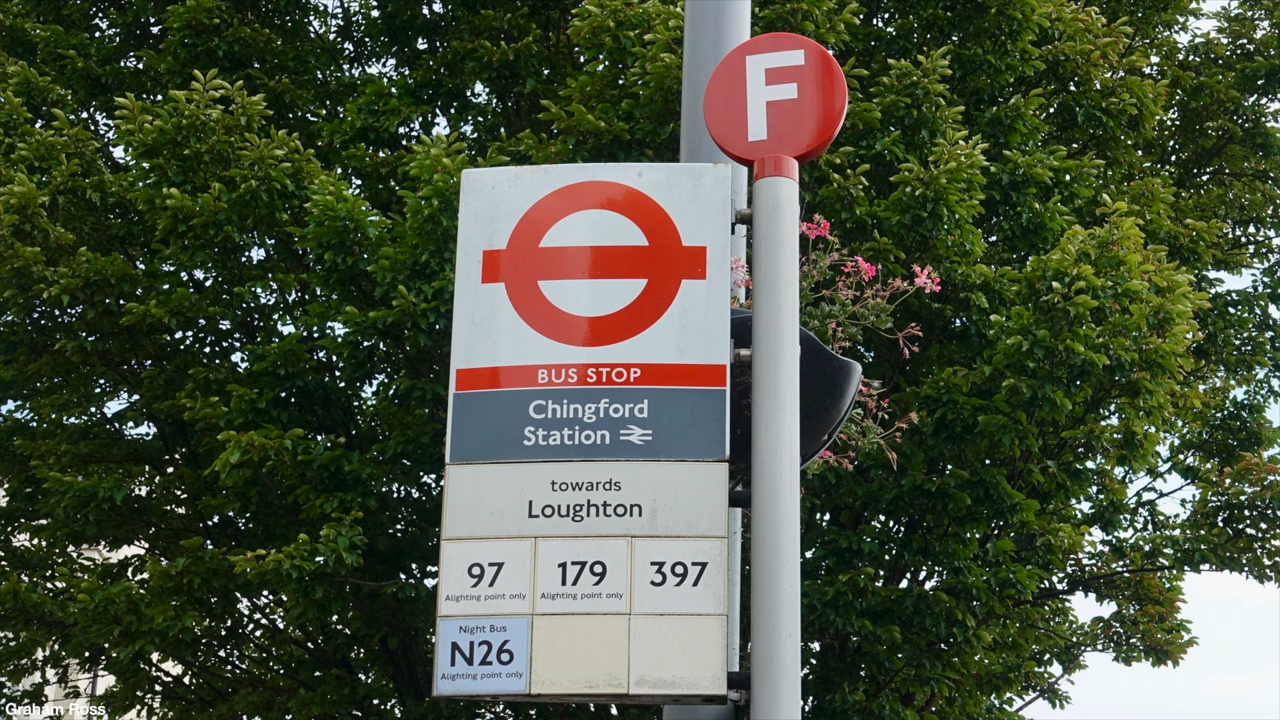 F
BUS STOP
Chingford
Station
towards
Loughton
97
Alighting point only
179
Alighting point only
397
Night Bus
N26
Alighting point only
Graham Ross